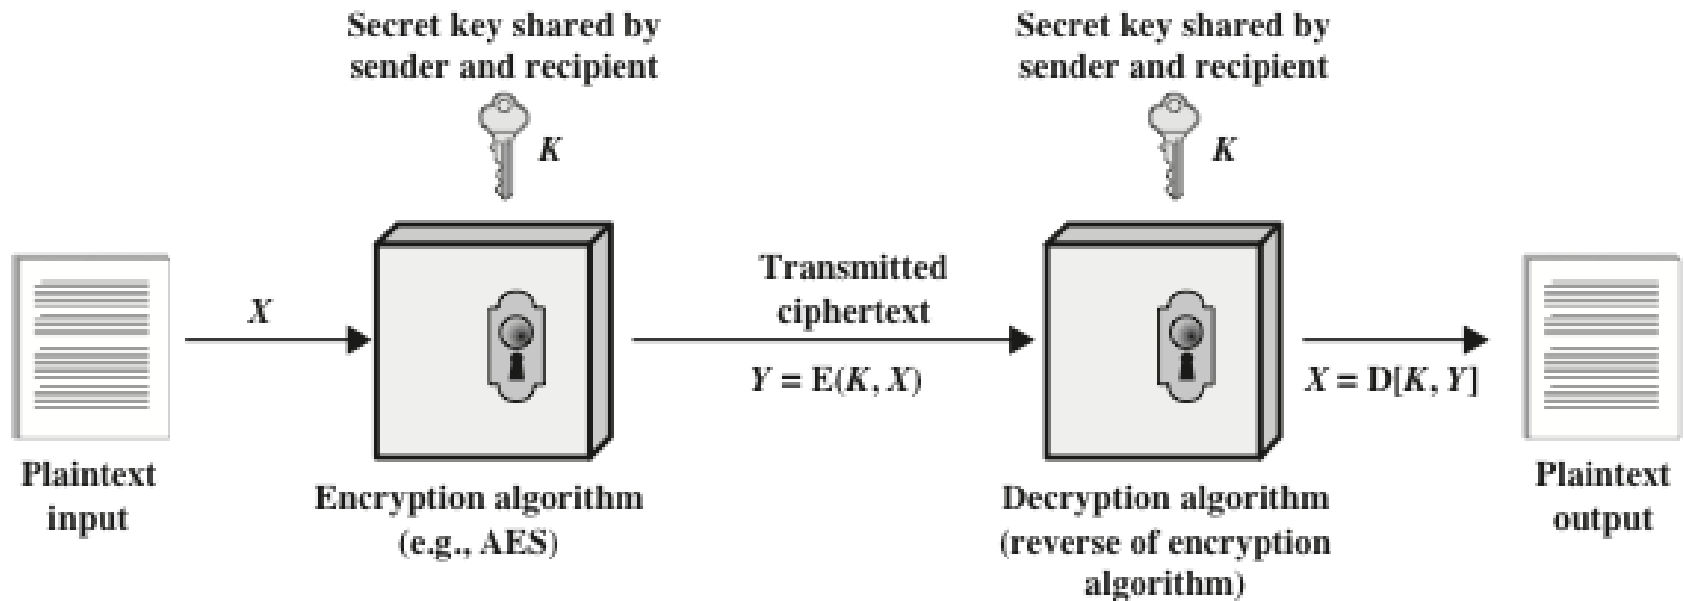 Secret key shared by
sender and recipient
K
Secret key shared by
sender and recipient
K
X
Transmitted
ciphertext
Y = E(K, X)
X = D[K, Y]
Plaintext
input
Encryption algorithm
(e.g., AES)
Decryption algorithm
(reverse of encryption
algorithm)
Plaintext
output